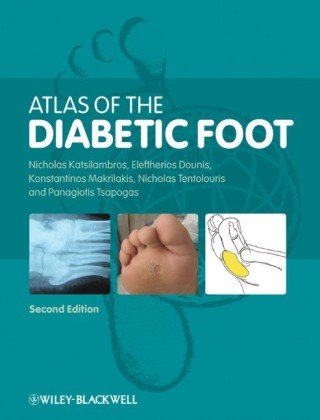 ATLAS OF THE
DIABETIC FOOT
Nicholas Katsilambros, Eleftherios Dounis,
Konstantinos Makrilakis, Nicholas Tentolouris
and Panagiotis Tsapogas
Second Edition
WILEY-BLACKWELL